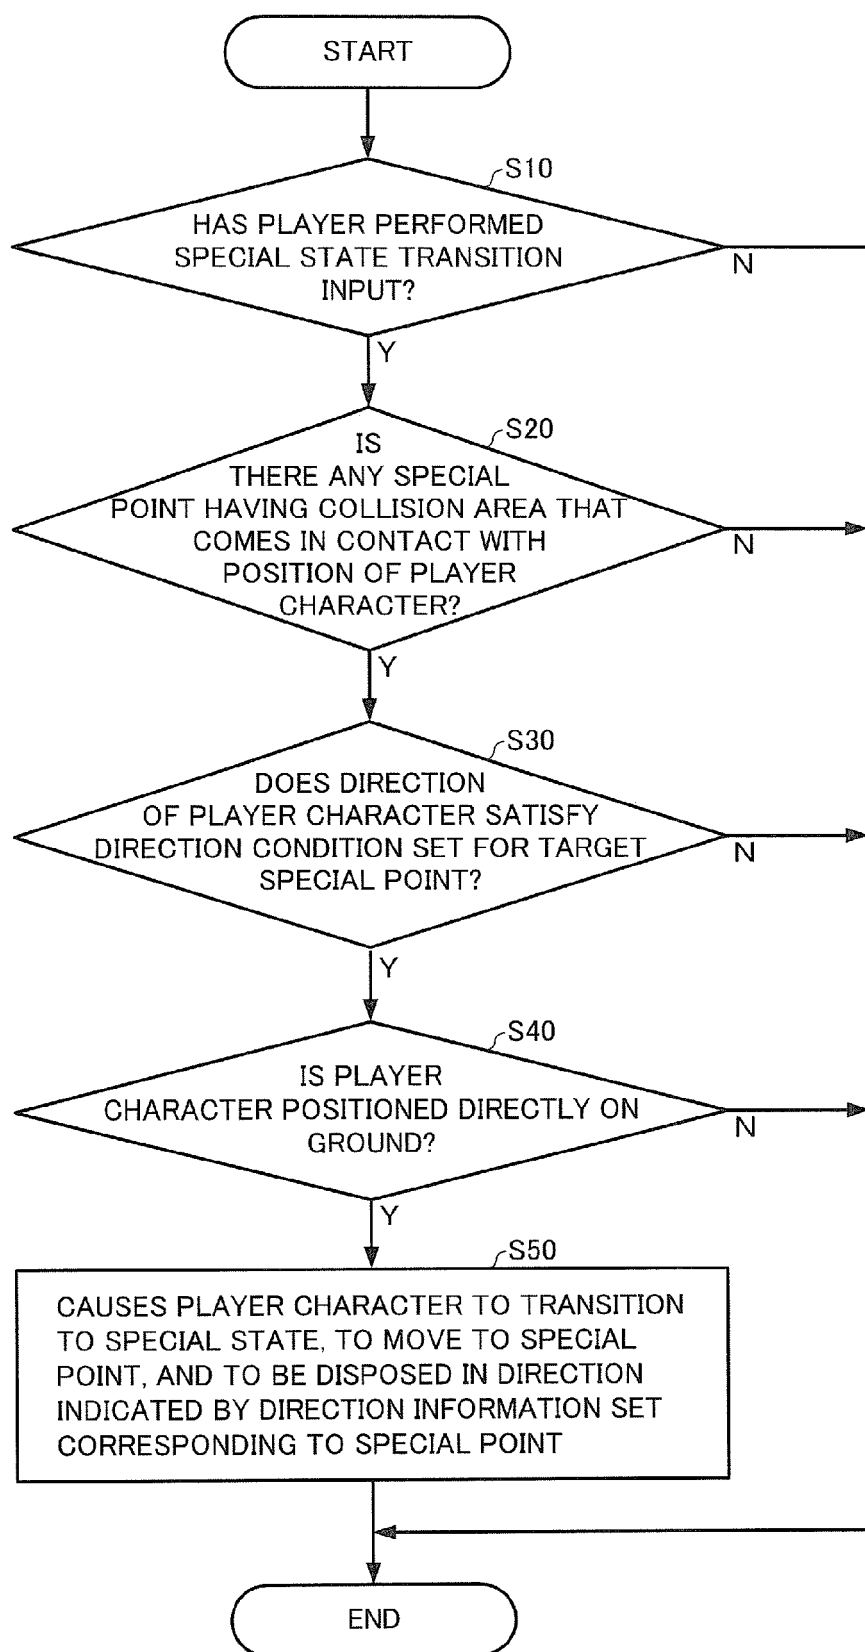 START
S10
HAS PLAYER PERFORMED
SPECIAL STATE TRANSITION
INPUT?
N
Y
S20
IS
THERE ANY SPECIAL
POINT HAVING COLLISION AREA THAT
COMES IN CONTACT WITH
POSITION OF PLAYER
CHARACTER?
N
Y
S30
DOES DIRECTION
OF PLAYER CHARACTER SATISFY
DIRECTION CONDITION SET FOR TARGET
SPECIAL POINT?
N
Y
S40
IS PLAYER
CHARACTER POSITIONED DIRECTLY ON
GROUND?
N
Y
S50
CAUSES PLAYER CHARACTER TO TRANSITION
TO SPECIAL STATE, TO MOVE TO SPECIAL
POINT, AND TO BE DISPOSED IN DIRECTION
INDICATED BY DIRECTION INFORMATION SET
CORRESPONDING TO SPECIAL POINT
END